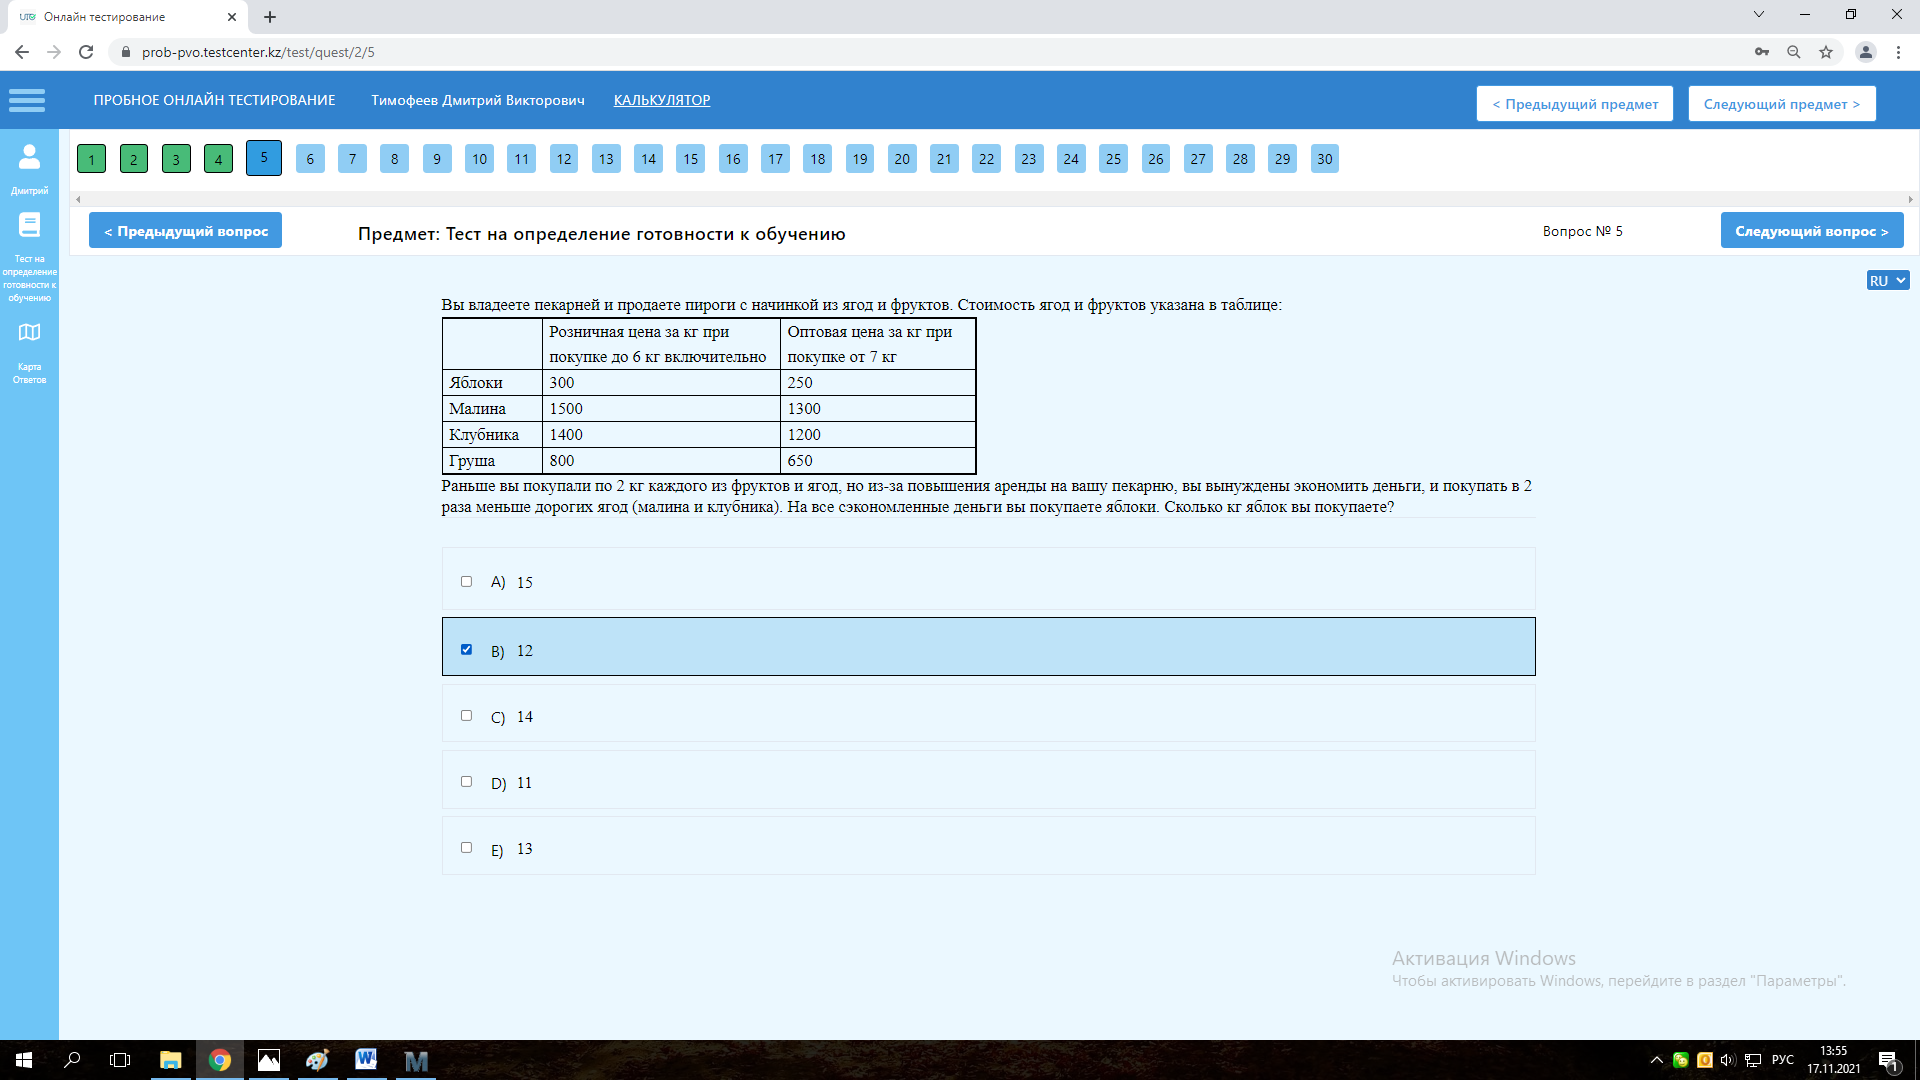 Онлайн тестирование
prob-pvo.testcenter.kz/test/quest/2/5
ПРОБНОЕ ОНЛАЙН ТЕСТИРОВАНИЕ Тимофеев Дмитрий Викторович КАЛЬКУЛЯТОР < Предыдущий предмет Следующий предмет >
1 2 3 4 5 6 7 8 9 10 11 12 13 14 15 16 17 18 19 20 21 22 23 24 25 26 27 28 29 30
Дмитрий
Тест на
определение
готовности к
обучению
Карта
Ответов
< Предыдущий вопрос Предмет: Тест на определение готовности к обучению Вопрос № 5 Следующий вопрос >
RU
Вы владеете пекарней и продаете пироги с начинкой из ягод и фруктов. Стоимость ягод и фруктов указана в таблице:
Розничная цена за кг при
покупке до 6 кг включительно
Оптовая цена за кг при
покупке от 7 кг
Яблоки 300 250
Малина 1500 1300
Клубника 1400 1200
Груша 800 650
Раньше вы покупали по 2 кг каждого из фруктов и ягод, но из-за повышения аренды на вашу пекарню, вы вынуждены экономить деньги, и покупать в 2
раза меньше дорогих ягод (малина и клубника). На все сэкономленные деньги вы покупаете яблоки. Сколько кг яблок вы покупаете?
A) 15
B) 12
C) 14
D) 11
E) 13
Активация Windows
Чтобы активировать Windows, перейдите в раздел "Параметры".
РУС
13:55
17.11.2021
1